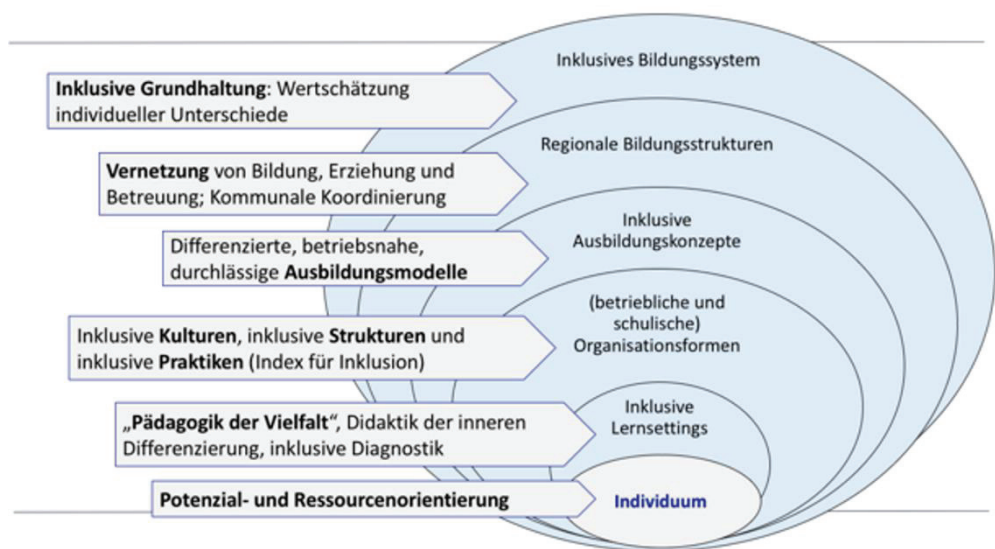 Inklusives Bildungssystem
Inklusive Grundhaltung: Wertschätzung
individueller Unterschiede
Regionale Bildungsstrukturen
Vernetzung von Bildung, Erziehung und
Betreuung; Kommunale Koordinierung
Inklusive
Ausbildungskonzepte
Differenzierte, betriebsnahe,
durchlässige Ausbildungsmodelle
(betriebliche und
schulische)
Organisationsformen
Inklusive Kulturen, inklusive Strukturen und
inklusive Praktiken (Index für Inklusion)
Inklusive
Lernsettings
„Pädagogik der Vielfalt“, Didaktik der inneren
Differenzierung, inklusive Diagnostik
Potenzial- und Ressourcenorientierung
Individuum